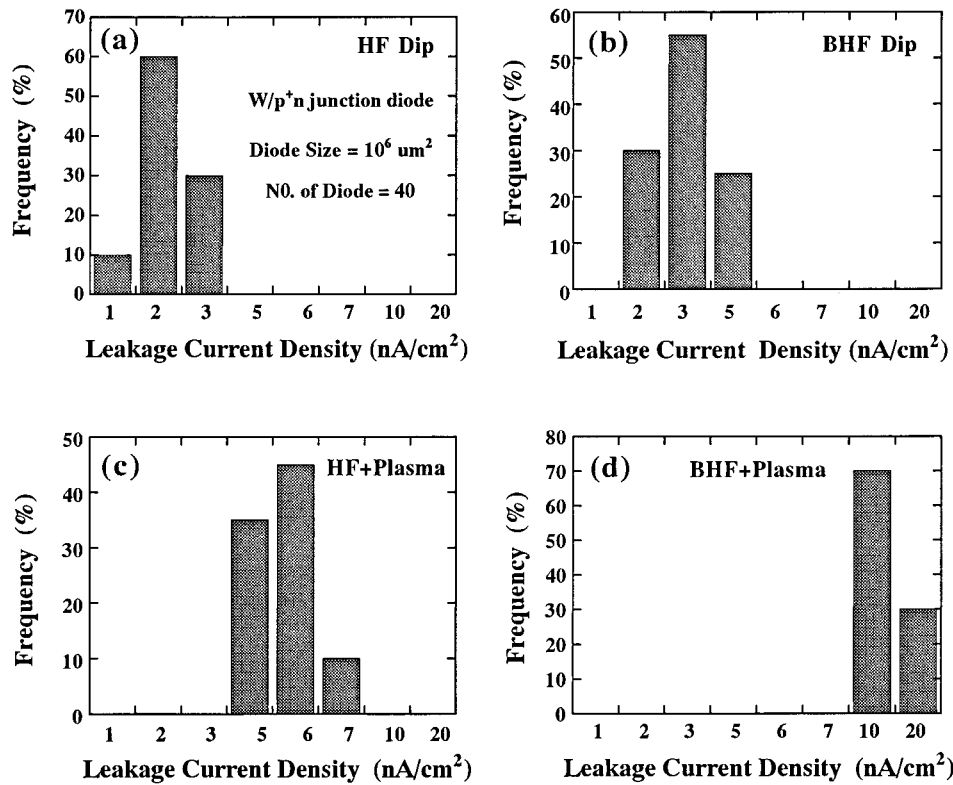 (a)
HF Dip
W/p⁺n junction diode
Diode Size = 10⁶ um²
N0. of Diode = 40
Frequency (%)
70
60
50
40
30
20
10
0
1 2 3 5 6 7 10 20
Leakage Current Density (nA/cm²)
(b)
BHF Dip
Frequency (%)
60
50
40
30
20
10
0
1 2 3 5 6 7 10 20
Leakage Current Density (nA/cm²)
(c)
HF+Plasma
Frequency (%)
50
40
30
20
10
0
1 2 3 5 6 7 10 20
Leakage Current Density (nA/cm²)
(d)
BHF+Plasma
Frequency (%)
80
70
60
50
40
30
20
10
0
1 2 3 5 6 7 10 20
Leakage Current Density (nA/cm²)